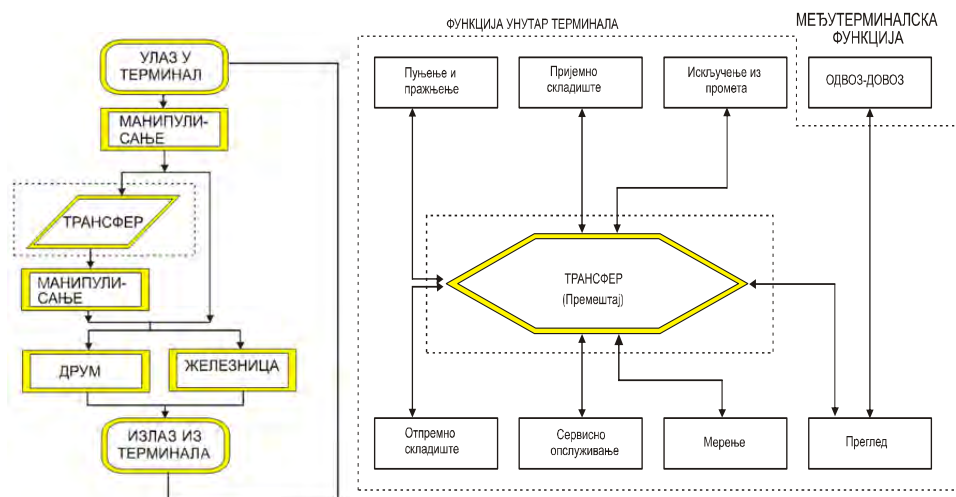 УЛАЗ У
ТЕРМИНАЛ
МАНИПУЛИ-
САЊЕ
ТРАНСФЕР
МАНИПУЛИ-
САЊЕ
ДРУМ
ЖЕЛЕЗНИЦА
ИЗЛАЗ ИЗ
ТЕРМИНАЛА
ФУНКЦИЈА УНУТАР ТЕРМИНАЛА
МЕЂУТЕРМИНАЛСКА
ФУНКЦИЈА
Пуњење и
пражњење
Пријемно
складиште
Искључење из
промета
ОДВОЗ-ДОВОЗ
ТРАНСФЕР
(Премештај)
Отпремно
складиште
Сервисно
опслуживање
Мерење
Преглед